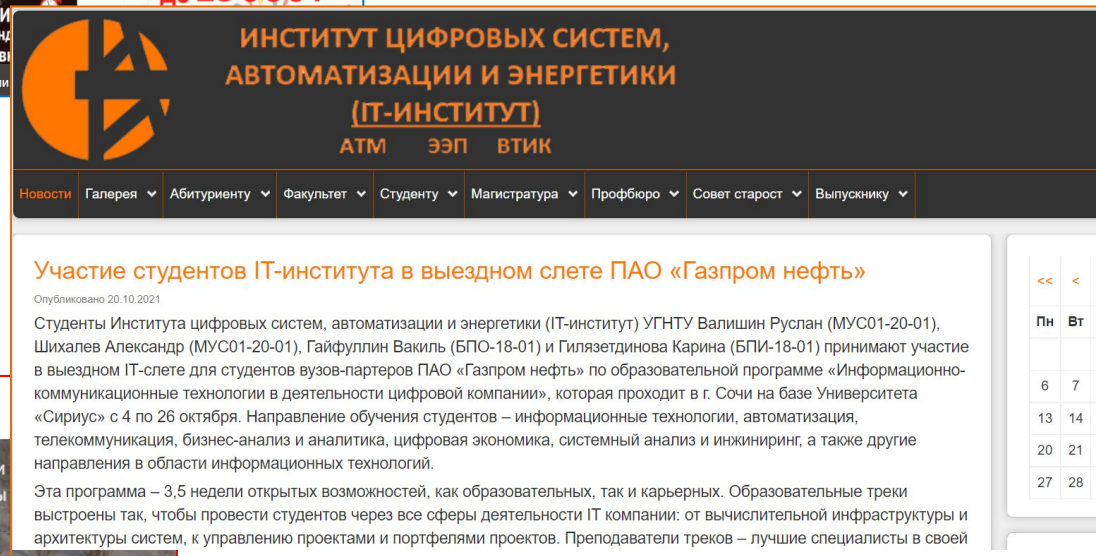 ИНСТИТУТ ЦИФРОВЫХ СИСТЕМ,
АВТОМАТИЗАЦИИ И ЭНЕРГЕТИКИ
(IT-ИНСТИТУТ)
АТМ ЭЭП ВТИК
Новости Галерея Абитуриенту Факультет Студенту Магистратура Профбюро Совет старост Выпускнику
Участие студентов IT-института в выездном слете ПАО «Газпром нефть»
Опубликовано 20.10.2021
Студенты Института цифровых систем, автоматизации и энергетики (IT-институт) УГНТУ Валишин Руслан (МУС01-20-01),
Шихалев Александр (МУС01-20-01), Гайфуллин Вакиль (БПО-18-01) и Гилязетдинова Карина (БПИ-18-01) принимают участие
в выездном IT-слете для студентов вузов-партеров ПАО «Газпром нефть» по образовательной программе «Информационно-
коммуникационные технологии в деятельности цифровой компании», которая проходит в г. Сочи на базе Университета
«Сириус» с 4 по 26 октября. Направление обучения студентов – информационные технологии, автоматизация,
телекоммуникация, бизнес-анализ и аналитика, цифровая экономика, системный анализ и инжиниринг, а также другие
направления в области информационных технологий.
Эта программа – 3,5 недели открытых возможностей, как образовательных, так и карьерных. Образовательные треки
выстроены так, чтобы провести студентов через все сферы деятельности IT компании: от вычислительной инфраструктуры и
архитектуры систем, к управлению проектами и портфелями проектов. Преподаватели треков – лучшие специалисты в своей
<< <
Пн Вт
6 7
13 14
20 21
27 28